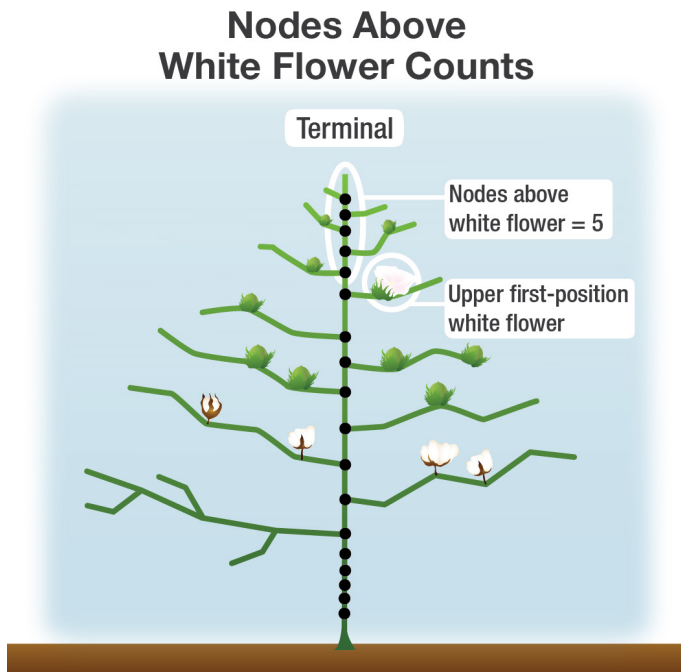 Nodes Above
White Flower Counts
Terminal
Nodes above
white flower = 5
Upper first-position
white flower